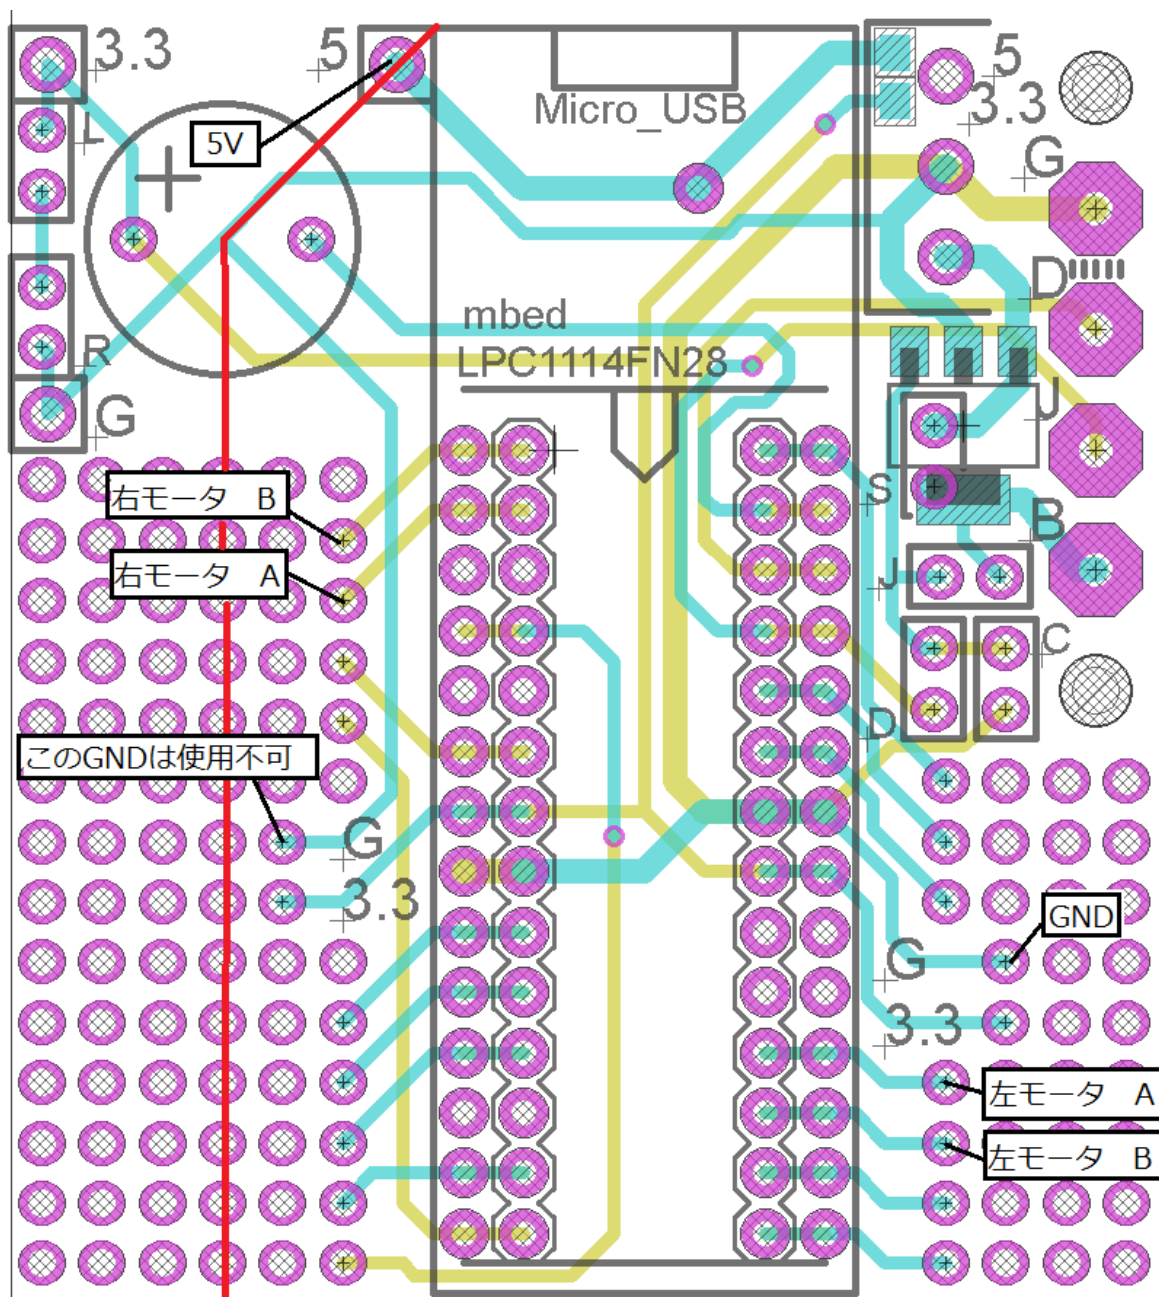 3.3
5
5
L
5V
Micro_USB
3.3
G
D
mbed
LPC1114FN28
R
G
J
右モータ B
S
B
右モータ A
J
C
D
このGNDは使用不可
G
3.3
GND
G
3.3
左モータ A
左モータ B